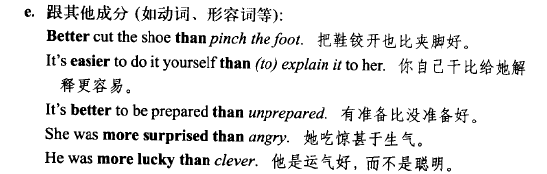 e. 跟其他成分 (如动词、形容词等):
Better cut the shoe than pinch the foot. 把鞋铰开也比夹脚好。
It's easier to do it yourself than (to) explain it to her. 你自己干比给她解
释更容易。
It's better to be prepared than unprepared. 有准备比没准备好。
She was more surprised than angry. 她吃惊甚于生气。
He was more lucky than clever. 他是运气好，而不是聪明。